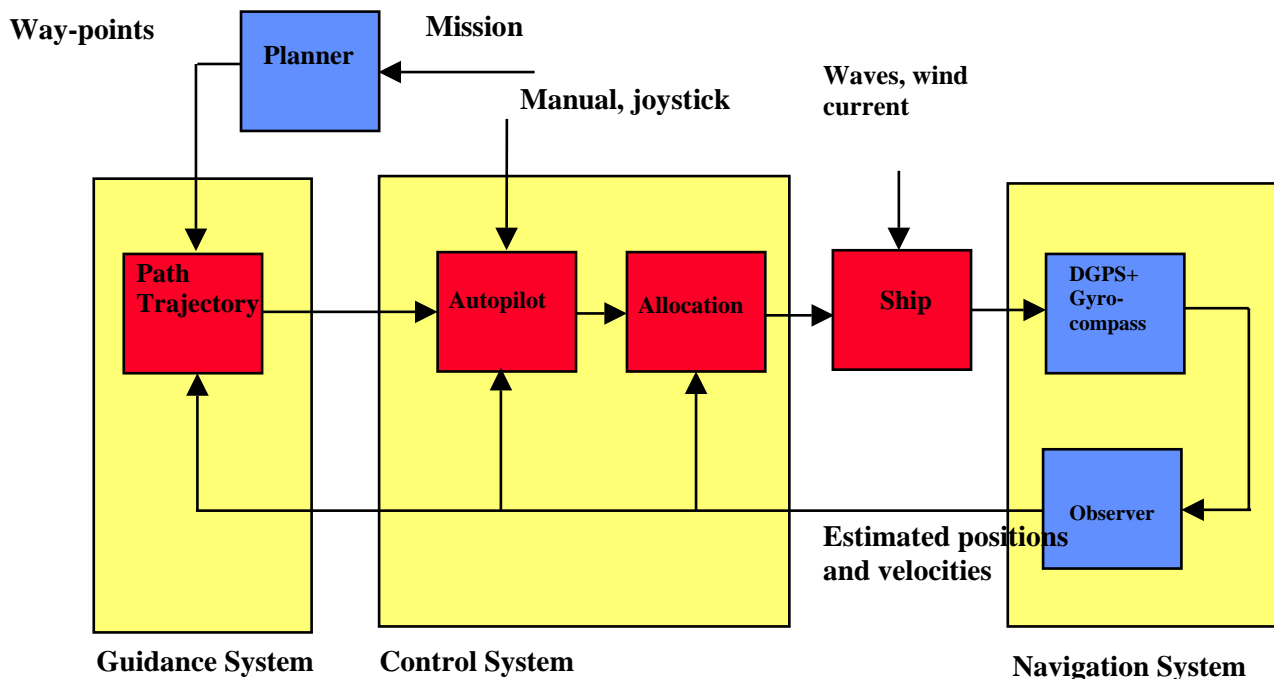 Way-points
Planner
Mission
Manual, joystick
Waves, wind
current
Path
Trajectory
Autopilot
Allocation
Ship
DGPS+
Gyro-
compass
Observer
Estimated positions
and velocities
Guidance System
Control System
Navigation System